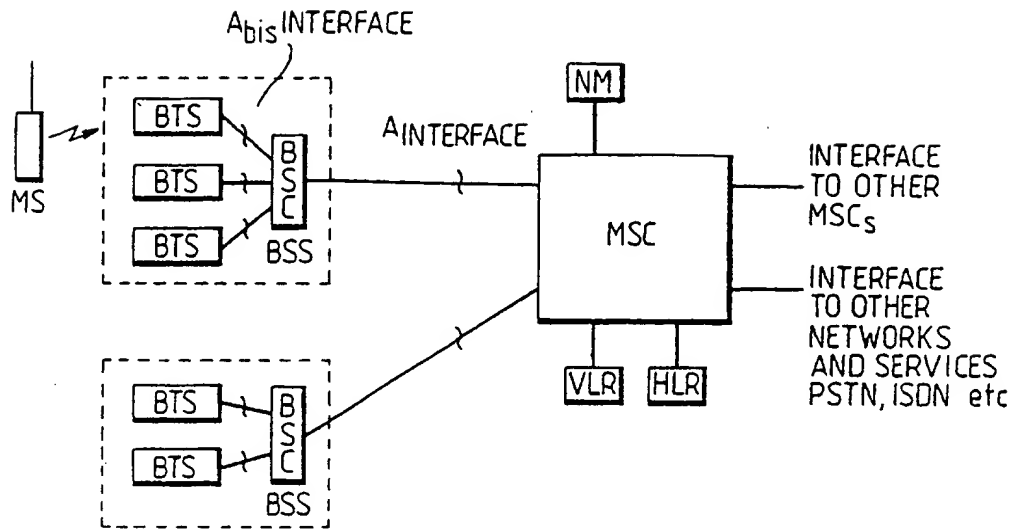 Abis INTERFACE
NM
BTS
A INTERFACE
BTS
BSC
MS
BTS
BSS
MSC
INTERFACE
TO OTHER
MSCs
INTERFACE
TO OTHER
NETWORKS
AND SERVICES
PSTN, ISDN etc
VLR
HLR
BTS
BTS
BSC
BSS